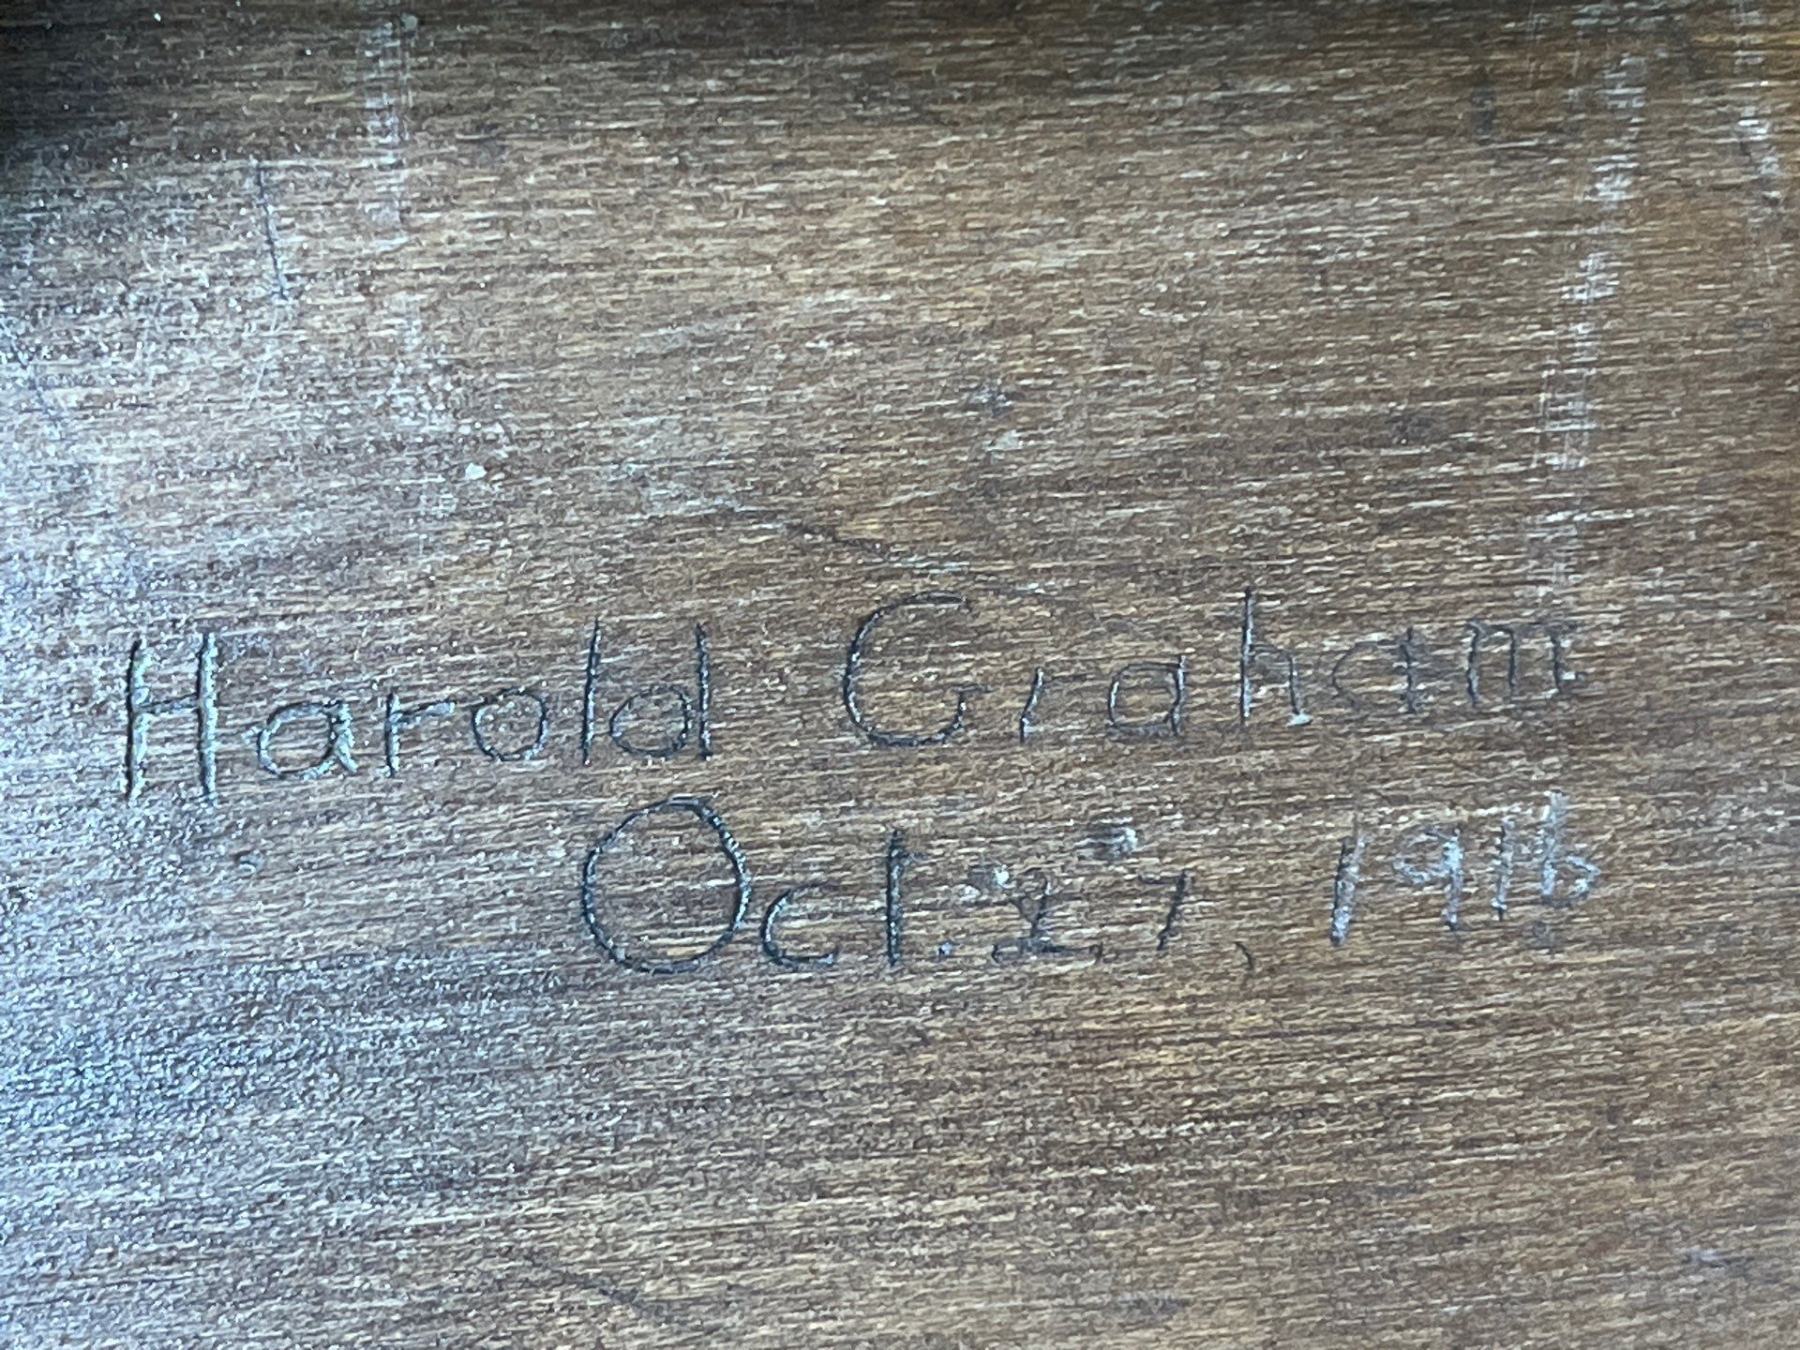 Harold Graham
Oct. 27, 1916